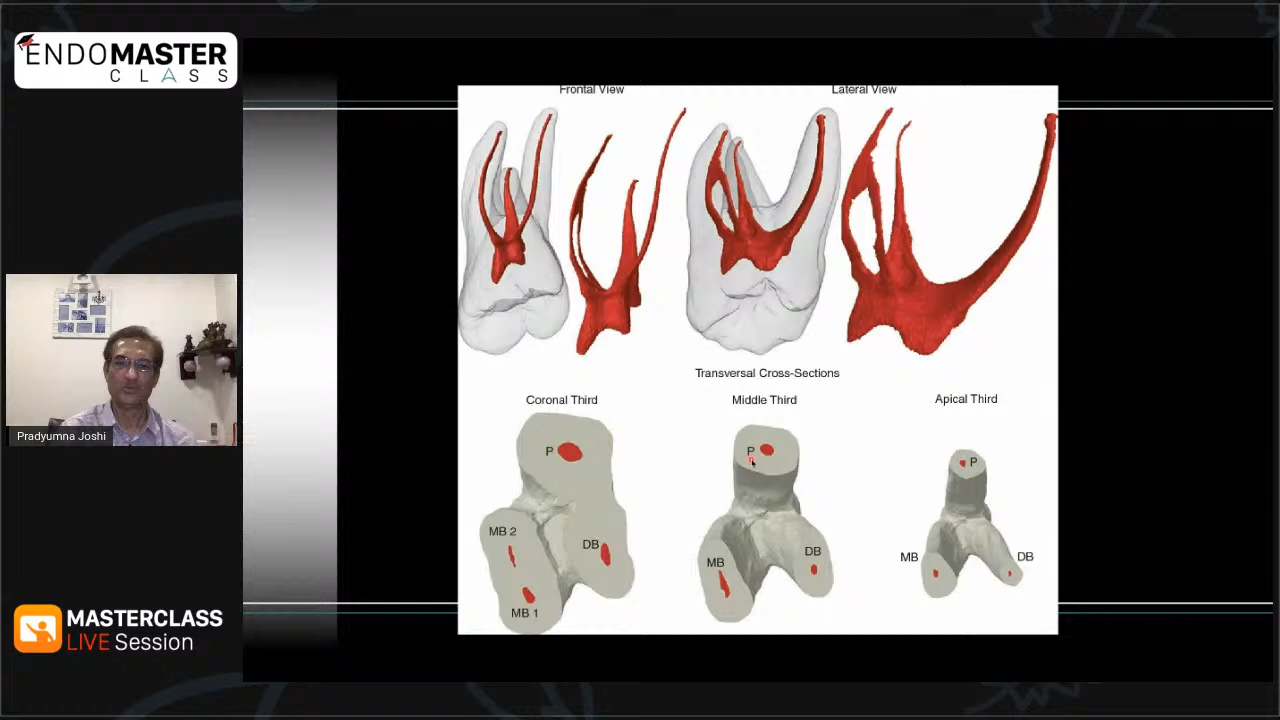 ENDOMASTER
CLASS
Frontal View
Lateral View
Transversal Cross-Sections
Coronal Third
Middle Third
Apical Third
P
P
P
MB 2
DB
MB 1
MB
DB
MB
DB
Pradyumna Joshi
MASTERCLASS
LIVE Session